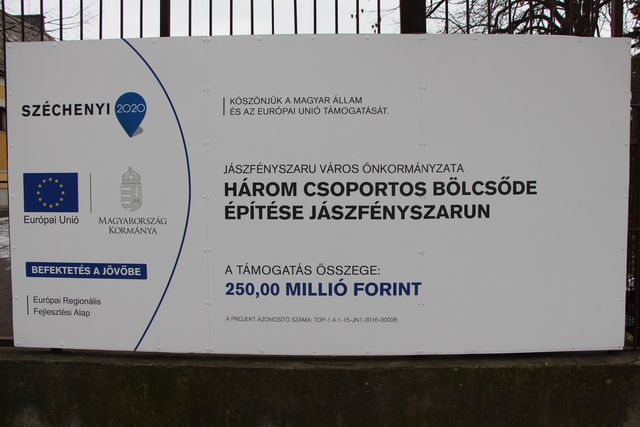 SZÉCHENYI 2020
KÖSZÖNJÜK A MAGYAR ÁLLAM
ÉS AZ EURÓPAI UNIÓ TÁMOGATÁSÁT.
Európai Unió
MAGYARORSZÁG
KORMÁNYA
BEFEKTETÉS A JÖVŐBE
Európai Regionális
Fejlesztési Alap
JÁSZFÉNYSZARU VÁROS ÖNKORMÁNYZATA
HÁROM CSOPORTOS BÖLCSŐDE
ÉPÍTÉSE JÁSZFÉNYSZARUN
A TÁMOGATÁS ÖSSZEGE:
250,00 MILLIÓ FORINT
A PROJEKT AZONOSÍTÓ SZÁMA: TOP-1.4.1-15-JN1-2016-00028